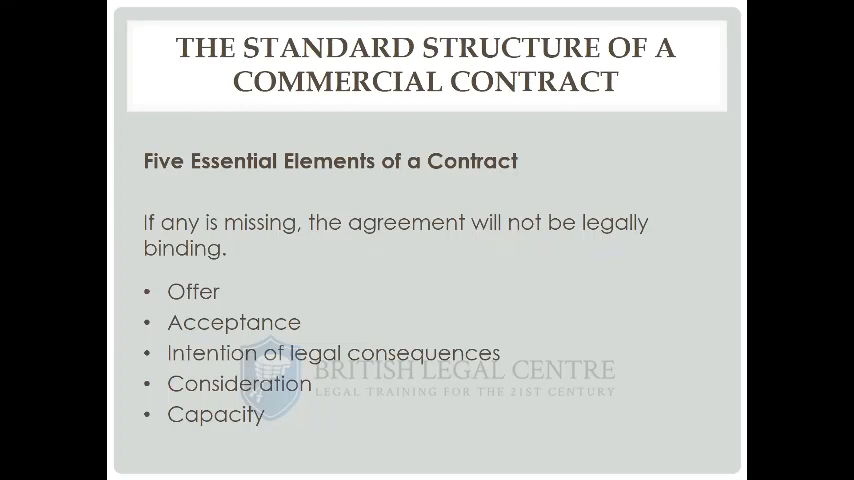 THE STANDARD STRUCTURE OF A
COMMERCIAL CONTRACT
Five Essential Elements of a Contract
If any is missing, the agreement will not be legally
binding.
• Offer
• Acceptance
• Intention of legal consequences
• Consideration
• Capacity
BRITISH LEGAL CENTRE
LEGAL TRAINING FOR THE 21ST CENTURY